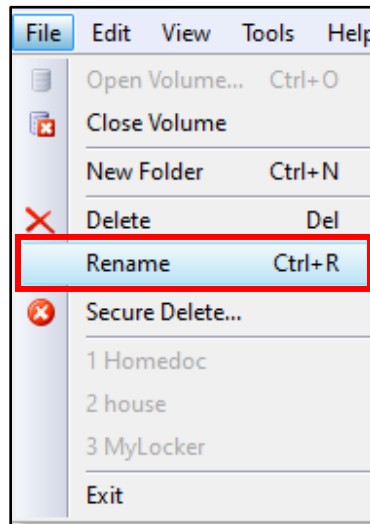 File Edit View Tools Help
Open Volume... Ctrl+O
Close Volume
New Folder Ctrl+N
Delete Del
Rename Ctrl+R
Secure Delete...
1 Homedoc
2 house
3 MyLocker
Exit